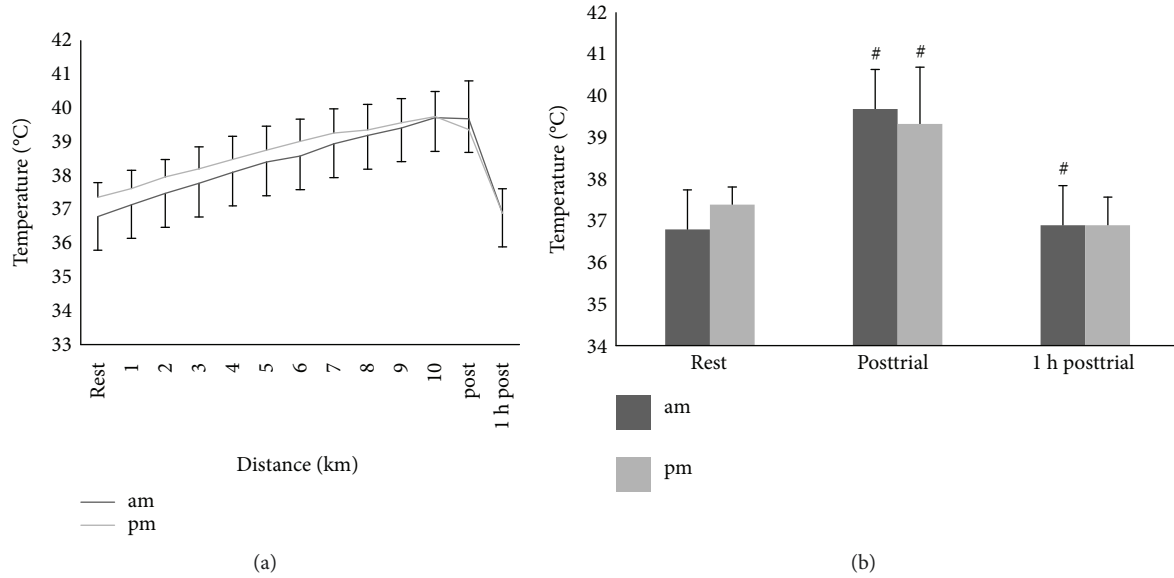 42
41
40
39
38
37
36
35
34
33
Temperature (°C)
Rest
1
2
3
4
5
6
7
8
9
10
post
1 h post
Distance (km)
am
pm
(a)
42
41
40
39
38
37
36
35
34
Temperature (°C)
# #
#
Rest
Posttrial
1 h posttrial
am
pm
(b)